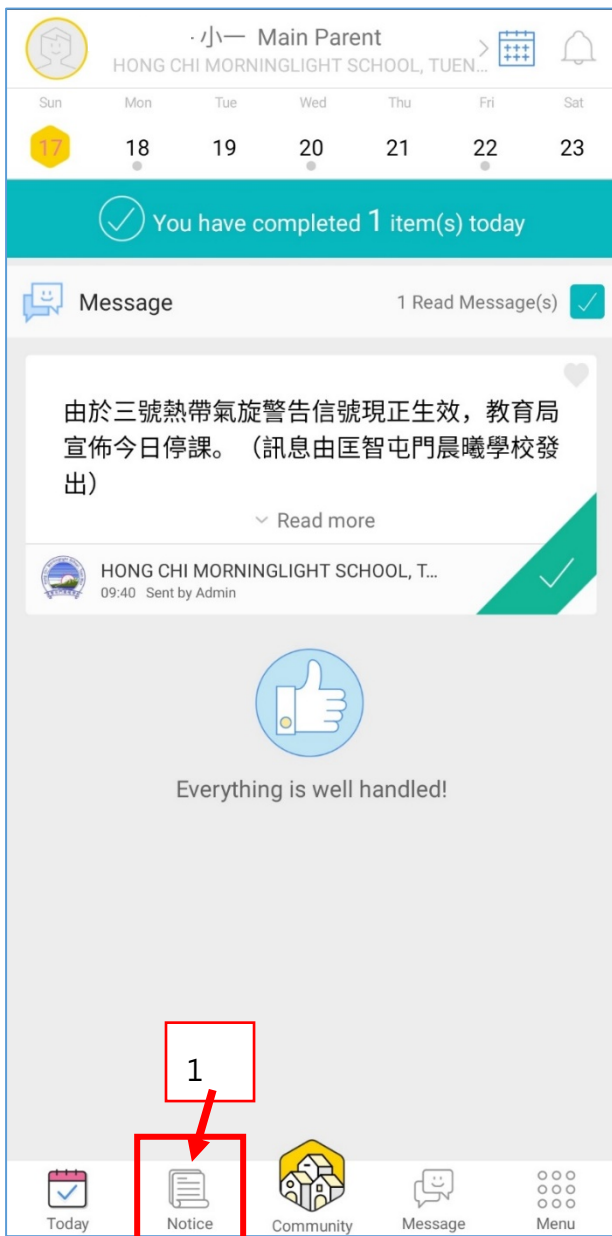 · 小一 Main Parent
HONG CHI MORNINGLIGHT SCHOOL, TUEN...
Sun Mon Tue Wed Thu Fri Sat
17 18 19 20 21 22 23
You have completed 1 item(s) today
Message 1 Read Message(s)
由於三號熱帶氣旋警告信號現正生效，教育局
宣佈今日停課。（訊息由匡智屯門晨曦學校發
出）
Read more
HONG CHI MORNINGLIGHT SCHOOL, T...
09:40 Sent by Admin
Everything is well handled!
1
Today Notice Community Message Menu